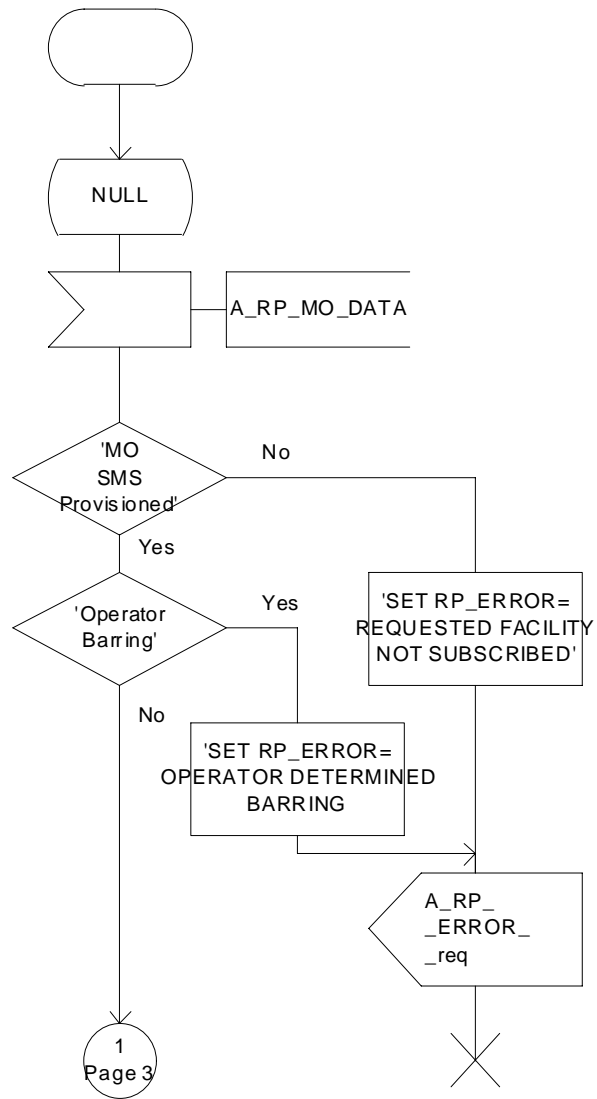 NULL
A_RP_MO_DATA
'MO
SMS
Provisioned'
No
Yes
'Operator
Barring'
Yes
'SET RP_ERROR=
REQUESTED FACILITY
NOT SUBSCRIBED'
No
'SET RP_ERROR=
OPERATOR DETERMINED
BARRING
A_RP_
_ERROR_
_req
1
Page 3